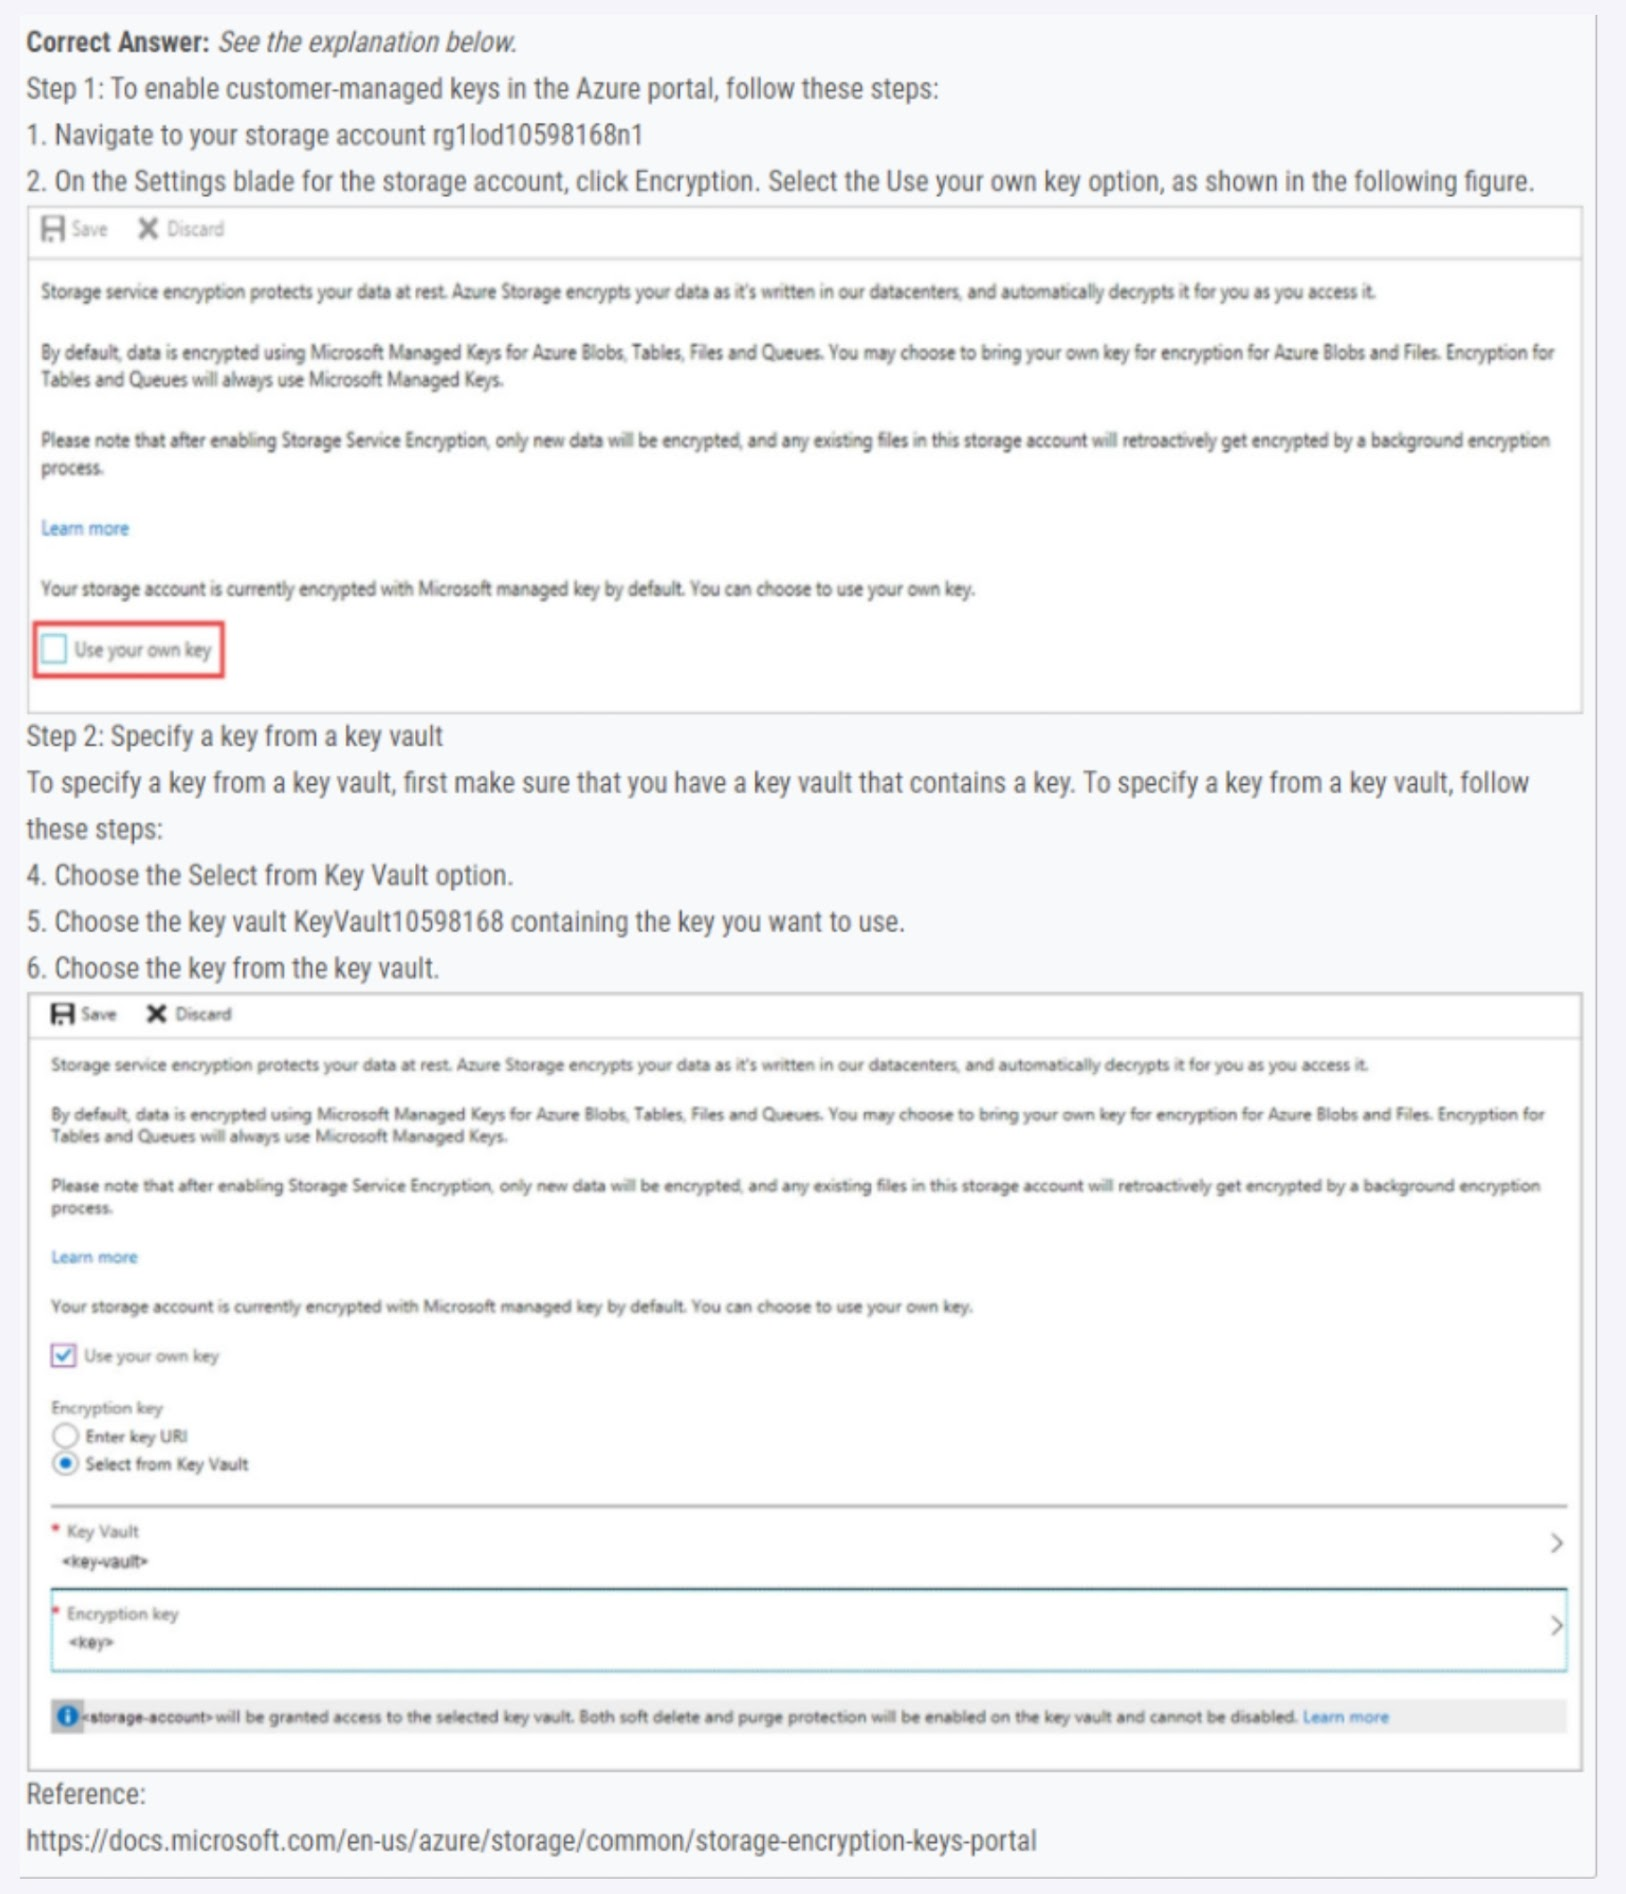 Correct Answer: See the explanation below.
Step 1: To enable customer-managed keys in the Azure portal, follow these steps:
1. Navigate to your storage account rg1lod10598168n1
2. On the Settings blade for the storage account, click Encryption. Select the Use your own key option, as shown in the following figure.
Save Discard
Storage service encryption protects your data at rest. Azure Storage encrypts your data as it's written in our datacenters, and automatically decrypts it for you as you access it.
By default, data is encrypted using Microsoft Managed Keys for Azure Blobs, Tables, Files and Queues. You may choose to bring your own key for encryption for Azure Blobs and Files. Encryption for
Tables and Queues will always use Microsoft Managed Keys.
Please note that after enabling Storage Service Encryption, only new data will be encrypted, and any existing files in this storage account will retroactively get encrypted by a background encryption
process.
Learn more
Your storage account is currently encrypted with Microsoft managed key by default. You can choose to use your own key.
Use your own key
Step 2: Specify a key from a key vault
To specify a key from a key vault, first make sure that you have a key vault that contains a key. To specify a key from a key vault, follow
these steps:
4. Choose the Select from Key Vault option.
5. Choose the key vault KeyVault10598168 containing the key you want to use.
6. Choose the key from the key vault.
Save Discard
Storage service encryption protects your data at rest. Azure Storage encrypts your data as it's written in our datacenters, and automatically decrypts it for you as you access it.
By default, data is encrypted using Microsoft Managed Keys for Azure Blobs, Tables, Files and Queues. You may choose to bring your own key for encryption for Azure Blobs and Files. Encryption for
Tables and Queues will always use Microsoft Managed Keys.
Please note that after enabling Storage Service Encryption, only new data will be encrypted, and any existing files in this storage account will retroactively get encrypted by a background encryption
process.
Learn more
Your storage account is currently encrypted with Microsoft managed key by default. You can choose to use your own key.
Use your own key
Encryption key
Enter key URI
Select from Key Vault
* Key Vault
<key-vault>
* Encryption key
<key>
<storage-account> will be granted access to the selected key vault. Both soft delete and purge protection will be enabled on the key vault and cannot be disabled. Learn more
Reference:
https://docs.microsoft.com/en-us/azure/storage/common/storage-encryption-keys-portal